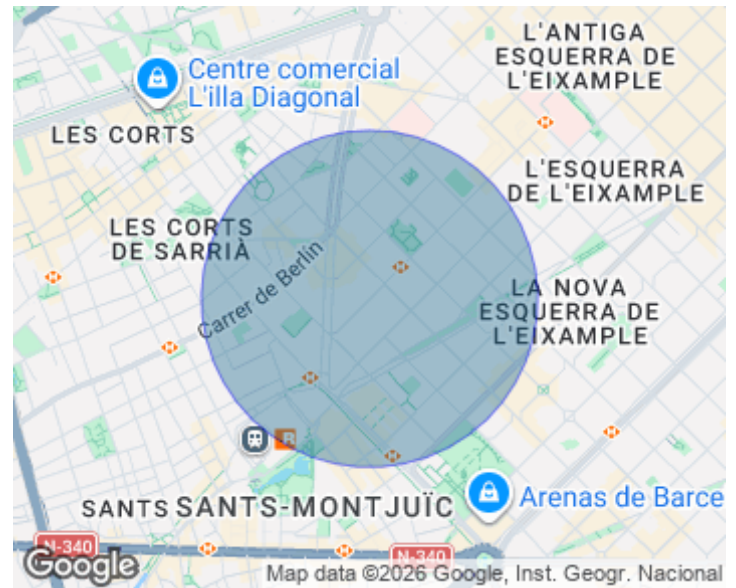 L'ANTIGA
ESQUERRA DE
L'EIXAMPLE
Centre comercial
L'illa Diagonal
LES CORTS
L'ESQUERRA
DE L'EIXAMPLE
LES CORTS
DE SARRIÀ
Carrer de Berlín
LA NOVA
ESQUERRA DE
L'EIXAMPLE
SANTS
SANTS-MONTJUÏC
Arenas de Barce
N-340
N-340
Google
Map data ©2026 Google, Inst. Geogr. Nacional